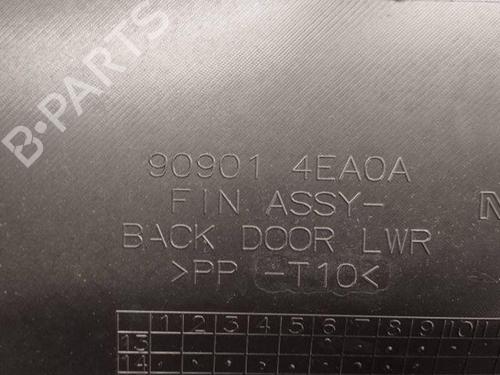 B-PARTS
90901 4EA0A
FIN ASSY-
BACK DOOR LWR
>PP -T10<
1 2 3 4 5 6 7 8 9 10
13
14